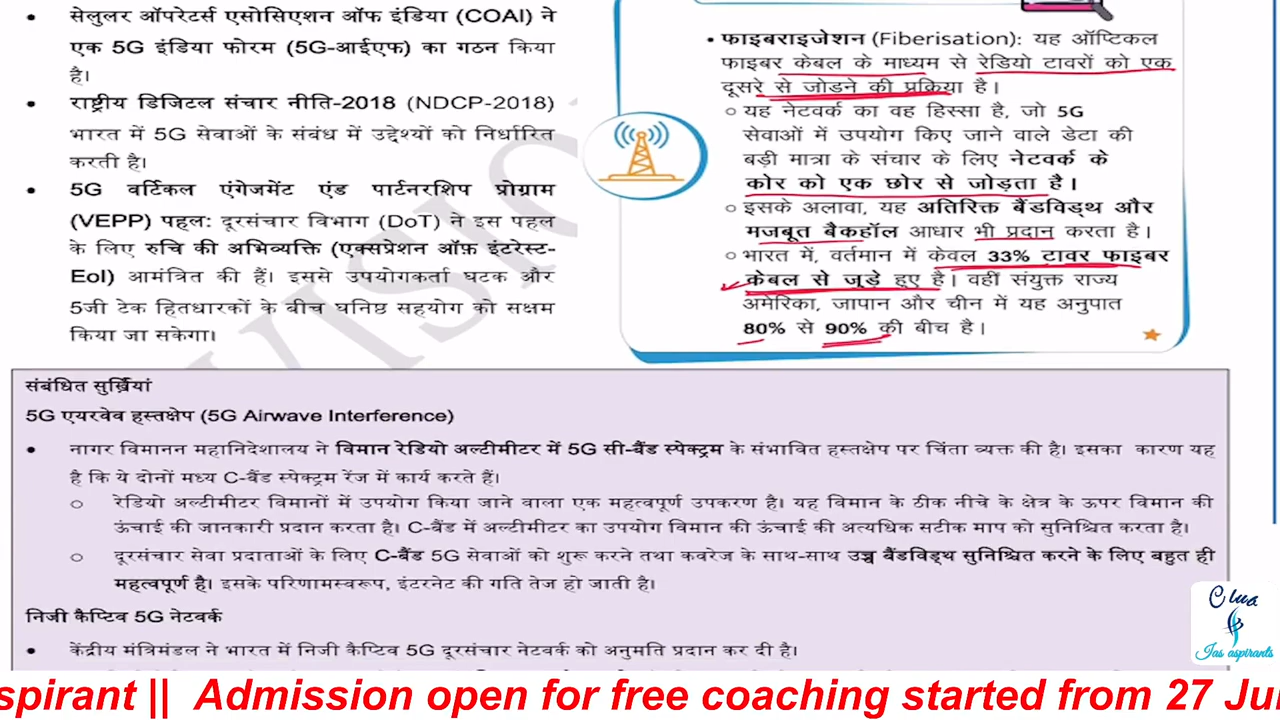 सेलुलर ऑपरेटर्स एसोसिएशन ऑफ इंडिया (COAI) ने
एक 5G इंडिया फोरम (5G-आईएफ) का गठन किया
है।
राष्ट्रीय डिजिटल संचार नीति-2018 (NDCP-2018)
भारत में 5G सेवाओं के संबंध में उद्देश्यों को निर्धारित
करती है।
5G वर्टिकल एंगेजमेंट एंड पार्टनरशिप प्रोग्राम
(VEPP) पहल: दूरसंचार विभाग (DoT) ने इस पहल
के लिए रुचि की अभिव्यक्ति (एक्सप्रेशन ऑफ़ इंटरेस्ट-
EoI) आमंत्रित की हैं। इससे उपयोगकर्ता घटक और
5जी टेक हितधारकों के बीच घनिष्ठ सहयोग को सक्षम
किया जा सकेगा।
फाइबराइजेशन (Fiberisation): यह ऑप्टिकल
फाइबर केबल के माध्यम से रेडियो टावरों को एक
दूसरे से जोडने की प्रक्रिया है।
यह नेटवर्क का वह हिस्सा है, जो 5G
सेवाओं में उपयोग किए जाने वाले डेटा की
बड़ी मात्रा के संचार के लिए नेटवर्क के
कोर को एक छोर से जोड़ता है।
इसके अलावा, यह अतिरिक्त बैंडविड्थ और
मजबूत बैकहॉल आधार भी प्रदान करता है।
भारत में, वर्तमान में केवल 33% टावर फाइबर
केबल से जुड़े हुए है। वहीं संयुक्त राज्य
अमेरिका, जापान और चीन में यह अनुपात
80% से 90% की बीच है।
VISIO
संबंधित सुर्ख़ियां
5G एयरवेव हस्तक्षेप (5G Airwave Interference)
नागर विमानन महानिदेशालय ने विमान रेडियो अल्टीमीटर में 5G सी-बैंड स्पेक्ट्रम के संभावित हस्तक्षेप पर चिंता व्यक्त की है। इसका कारण यह
है कि ये दोनों मध्य C-बैंड स्पेक्ट्रम रेंज में कार्य करते हैं।
रेडियो अल्टीमीटर विमानों में उपयोग किया जाने वाला एक महत्वपूर्ण उपकरण है। यह विमान के ठीक नीचे के क्षेत्र के ऊपर विमान की
ऊंचाई की जानकारी प्रदान करता है। C-बैंड में अल्टीमीटर का उपयोग विमान की ऊंचाई की अत्यधिक सटीक माप को सुनिश्चित करता है।
दूरसंचार सेवा प्रदाताओं के लिए C-बैंड 5G सेवाओं को शुरू करने तथा कवरेज के साथ-साथ उच्च बैंडविड्थ सुनिश्चित करने के लिए बहुत ही
महत्वपूर्ण है। इसके परिणामस्वरूप, इंटरनेट की गति तेज हो जाती है।
निजी कैप्टिव 5G नेटवर्क
केंद्रीय मंत्रिमंडल ने भारत में निजी कैप्टिव 5G दूरसंचार नेटवर्क को अनुमति प्रदान कर दी है।
Jas aspirants
spirant || Admission open for free coaching started from 27 Ju